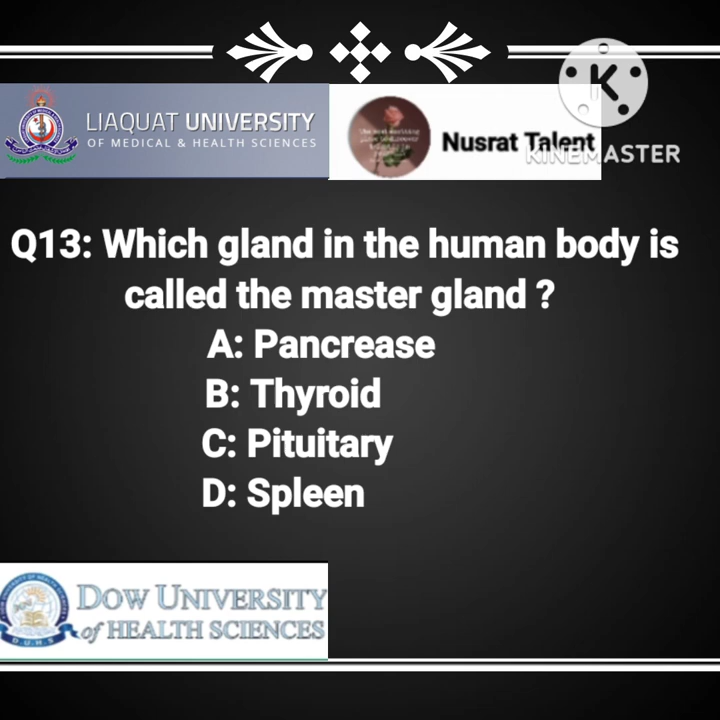 LIAQUAT UNIVERSITY
OF MEDICAL & HEALTH SCIENCES
Nusrat Talent
K
KINEMASTER
Q13: Which gland in the human body is
called the master gland ?
A: Pancrease
B: Thyroid
C: Pituitary
D: Spleen
DOW UNIVERSITY
of HEALTH SCIENCES
D.U.H.S